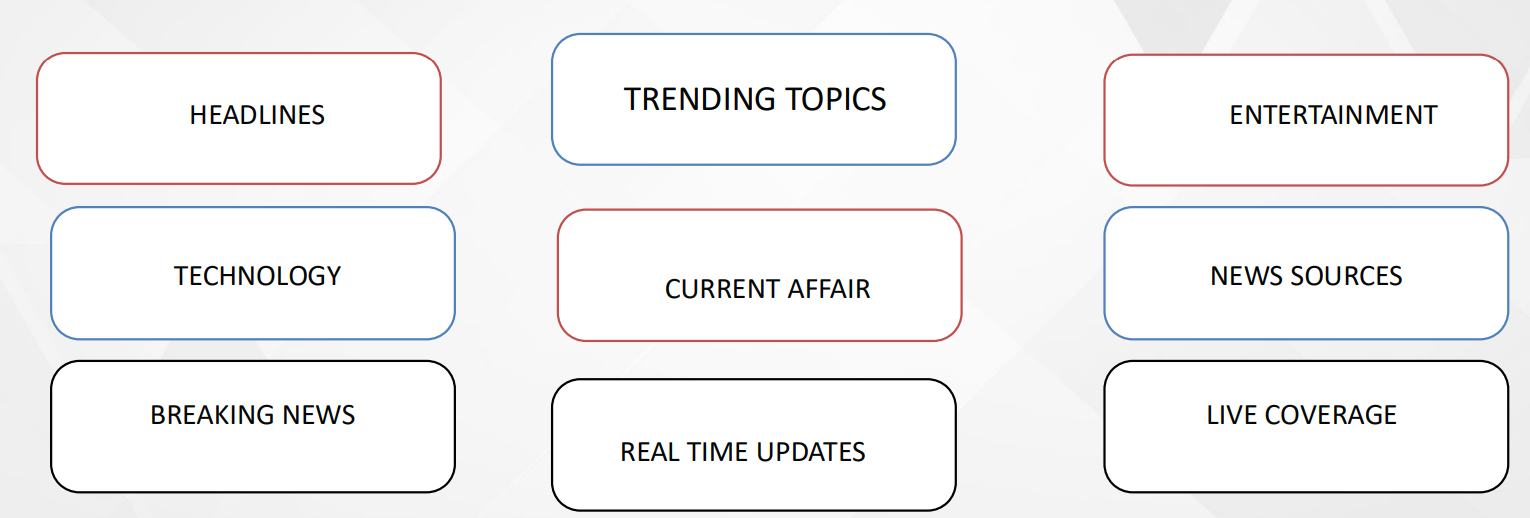 HEADLINES
TRENDING TOPICS
ENTERTAINMENT
TECHNOLOGY
CURRENT AFFAIR
NEWS SOURCES
BREAKING NEWS
REAL TIME UPDATES
LIVE COVERAGE